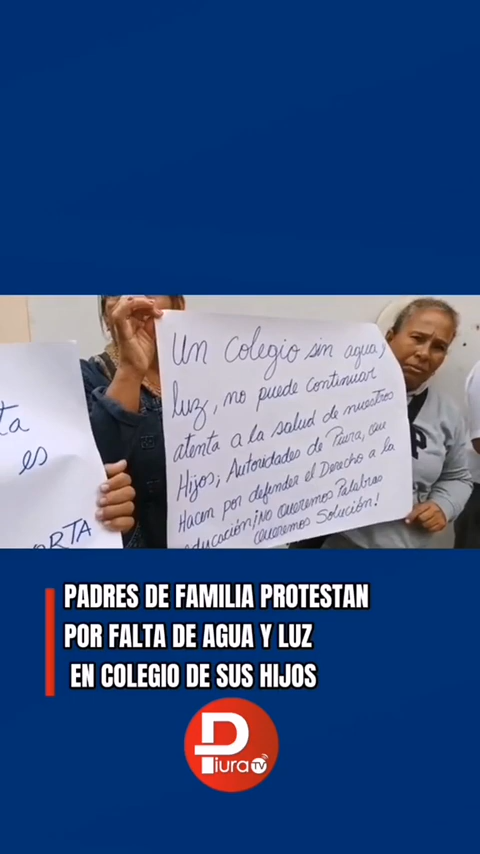 ta
es
ORTA
Un colegio sin agua,
luz, no puede continuar
atenta a la salud de nuestros
Hijos; Autoridades de Piura, que
Hacen por defender el Derecho a la
educación ¡No Queremos Palabras
Queremos Solución!
P
PADRES DE FAMILIA PROTESTAN
POR FALTA DE AGUA Y LUZ
EN COLEGIO DE SUS HIJOS
Piura TV